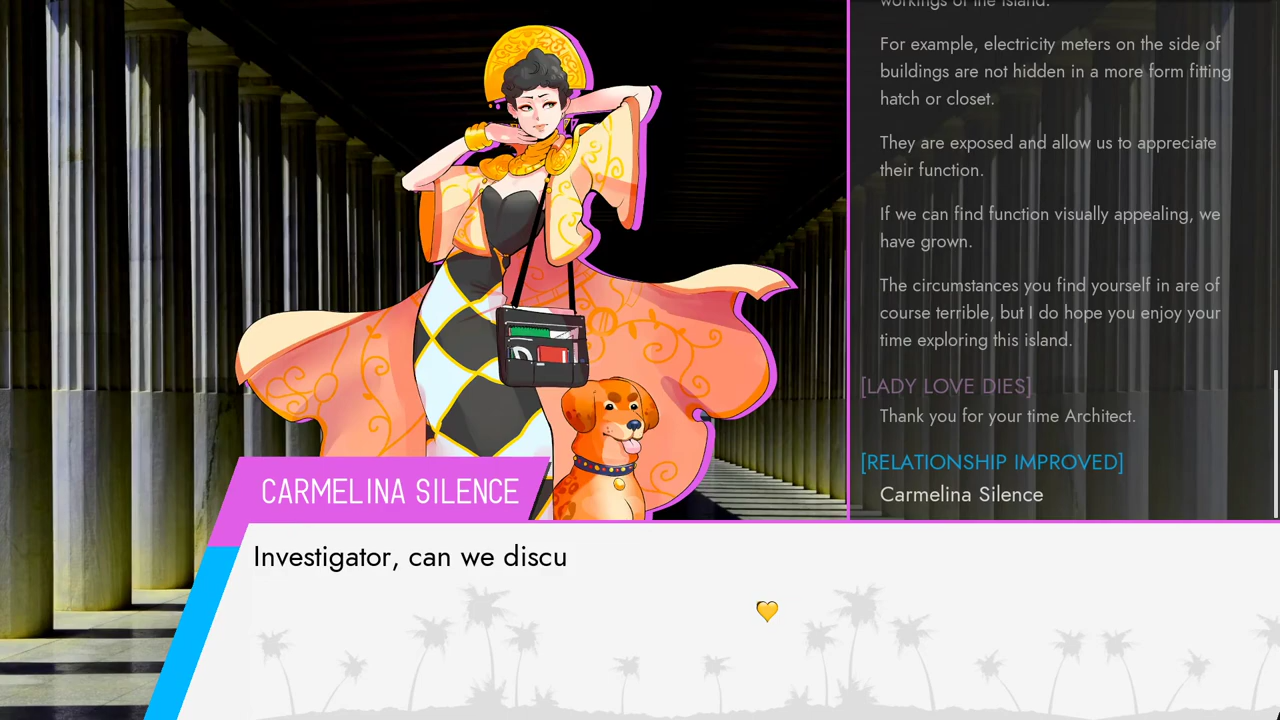 workings of the island.
For example, electricity meters on the side of
buildings are not hidden in a more form fitting
hatch or closet.
They are exposed and allow us to appreciate
their function.
If we can find function visually appealing, we
have grown.
The circumstances you find yourself in are of
course terrible, but I do hope you enjoy your
time exploring this island.
[LADY LOVE DIES]
Thank you for your time Architect.
[RELATIONSHIP IMPROVED]
Carmelina Silence
CARMELINA SILENCE
Investigator, can we discu